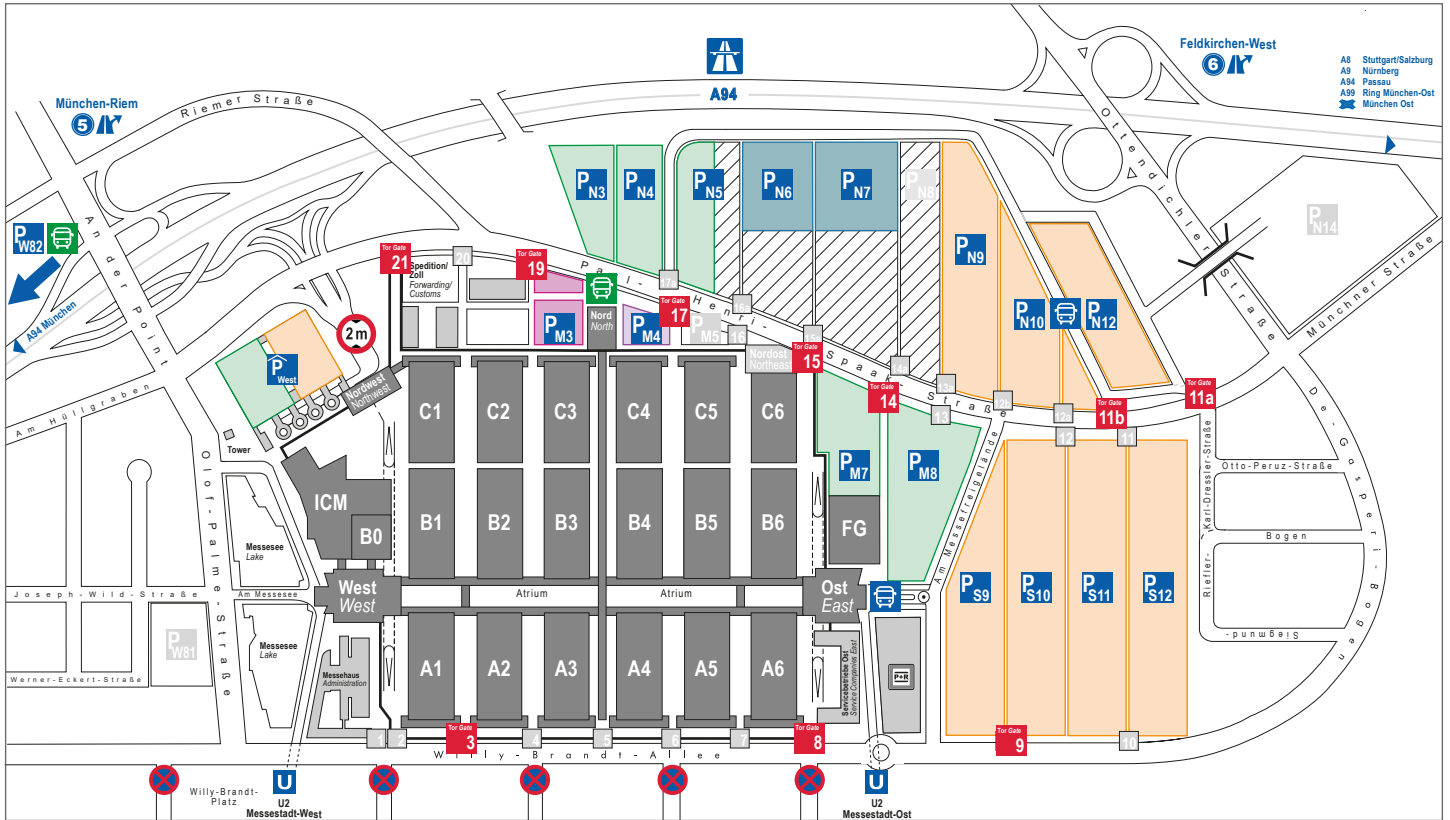 A94
Feldkirchen-West
6
A8 Stuttgart/Salzburg
A9 Nürnberg
A94 Passau
A99 Ring München-Ost
München Ost
München-Riem
5
Riemer Straße
Ottendichler Straße
An der Point
P W82
A94 München
P N3
P N4
P N5
P N6
P N7
P N8
P N9
P N10
P N12
P N14
Münchner Straße
Tor Gate
21
20
Tor Gate
19
Spedition/
Zoll
Forwarding/
Customs
Paul-Henri-Spaak-Straße
17a
Tor Gate
17
16a
16
15a
Tor Gate
15
14a
Tor Gate
14
13a
13
12b
12a
12
Tor Gate
11b
11
Tor Gate
11a
2 m
P West
Nord
North
P M3
P M4
P M5
Nordost
Northeast
Nordwest
Northwest
Am Hüllgraben
Tower
Olof-Palme-Straße
C1
C2
C3
C4
C5
C6
P M7
P M8
De-Gasperi-Bogen
Karl-Dressler-Straße
Otto-Peruz-Straße
ICM
B0
B1
B2
B3
B4
B5
B6
FG
Am Messefreigelände
Riefler-
Bogen
Siegmund-
Messesee
Lake
Joseph-Wild-Straße
Am Messesee
West
West
Atrium
Atrium
Ost
East
P S9
P S10
P S11
P S12
P W81
Messesee
Lake
Werner-Eckert-Straße
Messehaus
Administration
A1
A2
A3
A4
A5
A6
Servicebetriebe Ost
Service Companies East
P+R
1
2
Tor Gate
3
4
5
6
7
Tor Gate
8
Tor Gate
9
10
Willy-Brandt-Allee
Willy-Brandt-
Platz
U
U2
Messestadt-West
U
U2
Messestadt-Ost